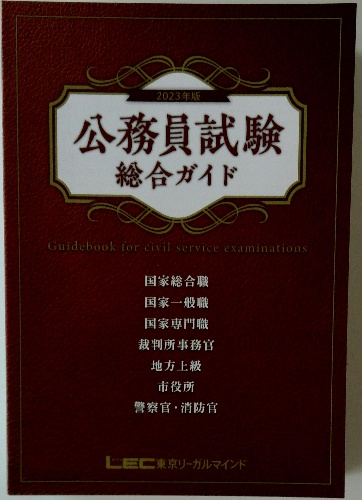 2023年版
公務員試験
総合ガイド
Guidebook for civil service examinations
国家総合職
国家一般職
国家専門職
裁判所事務官
地方上級
市役所
警察官・消防官
LEC東京リーガルマインド